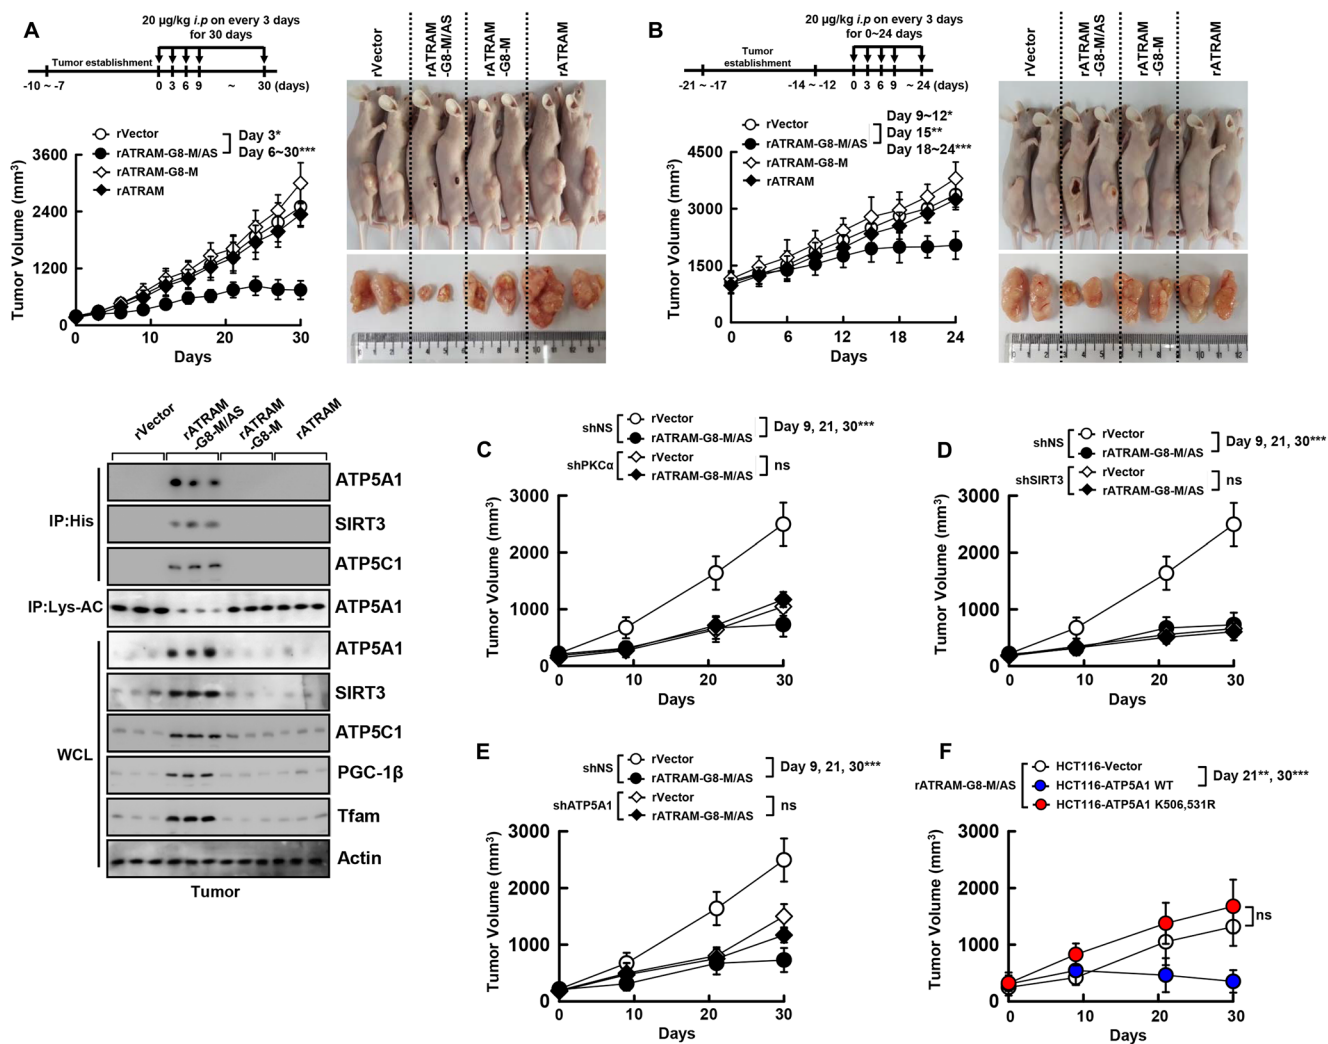 A
20 µg/kg i.p on every 3 days
for 30 days
Tumor establishment
-10 ~ -7
0 3 6 9 ~ 30 (days)
rVector
rATRAM-G8-M/AS
rATRAM-G8-M
rATRAM
Day 3*
Day 6~30***
Tumor Volume (mm³)
3600
2400
1200
0
0 10 20 30
Days
rVector
rATRAM
-G8-M/AS
rATRAM
-G8-M
rATRAM
B
20 µg/kg i.p on every 3 days
for 0~24 days
Tumor
establishment
-21 ~ -17
-14 ~ -12
0 3 6 9 ~ 24 (days)
rVector
rATRAM-G8-M/AS
rATRAM-G8-M
rATRAM
Day 9~12*
Day 15**
Day 18~24***
Tumor Volume (mm³)
4500
3000
1500
0
0 6 12 18 24
Days
rVector
rATRAM
-G8-M/AS
rATRAM
-G8-M
rATRAM
rVector
rATRAM
-G8-M/AS
rATRAM
-G8-M
rATRAM
IP:His
ATP5A1
SIRT3
ATP5C1
IP:Lys-AC
ATP5A1
WCL
ATP5A1
SIRT3
ATP5C1
PGC-1β
Tfam
Actin
Tumor
C
shNS
rVector
rATRAM-G8-M/AS
Day 9, 21, 30***
shPKCα
rVector
rATRAM-G8-M/AS
ns
Tumor Volume (mm³)
3000
2000
1000
0
0 10 20 30
Days
D
shNS
rVector
rATRAM-G8-M/AS
Day 9, 21, 30***
shSIRT3
rVector
rATRAM-G8-M/AS
ns
Tumor Volume (mm³)
3000
2000
1000
0
0 10 20 30
Days
E
shNS
rVector
rATRAM-G8-M/AS
Day 9, 21, 30***
shATP5A1
rVector
rATRAM-G8-M/AS
ns
Tumor Volume (mm³)
3000
2000
1000
0
0 10 20 30
Days
F
rATRAM-G8-M/AS
HCT116-Vector
HCT116-ATP5A1 WT
HCT116-ATP5A1 K506,531R
Day 21**, 30***
ns
Tumor Volume (mm³)
3000
2000
1000
0
0 10 20 30
Days